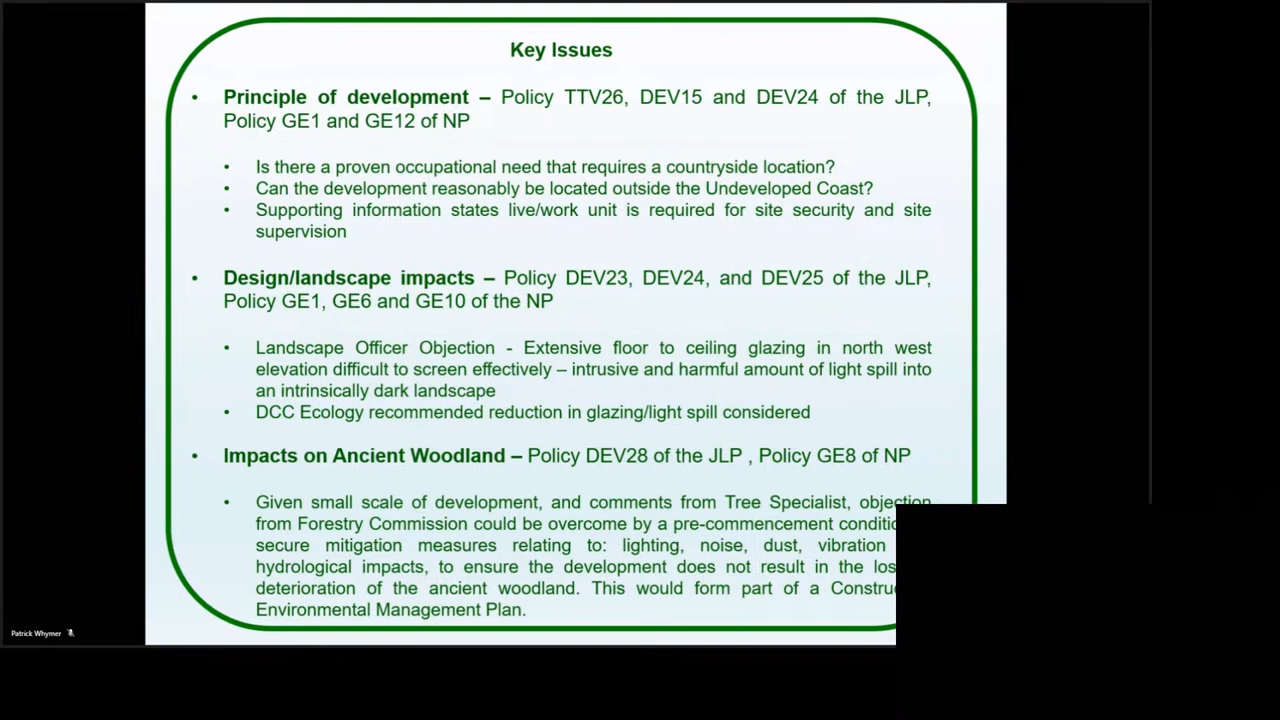 Key Issues
• Principle of development – Policy TTV26, DEV15 and DEV24 of the JLP,
Policy GE1 and GE12 of NP
• Is there a proven occupational need that requires a countryside location?
• Can the development reasonably be located outside the Undeveloped Coast?
• Supporting information states live/work unit is required for site security and site
supervision
• Design/landscape impacts – Policy DEV23, DEV24, and DEV25 of the JLP,
Policy GE1, GE6 and GE10 of the NP
• Landscape Officer Objection - Extensive floor to ceiling glazing in north west
elevation difficult to screen effectively – intrusive and harmful amount of light spill into
an intrinsically dark landscape
• DCC Ecology recommended reduction in glazing/light spill considered
• Impacts on Ancient Woodland – Policy DEV28 of the JLP , Policy GE8 of NP
• Given small scale of development, and comments from Tree Specialist, objection
from Forestry Commission could be overcome by a pre-commencement
secure mitigation measures relating to: lighting, noise, dust, vibration
hydrological impacts, to ensure the development does not result in the
deterioration of the ancient woodland. This would form part of a
Environmental Management Plan.
Patrick Whymer